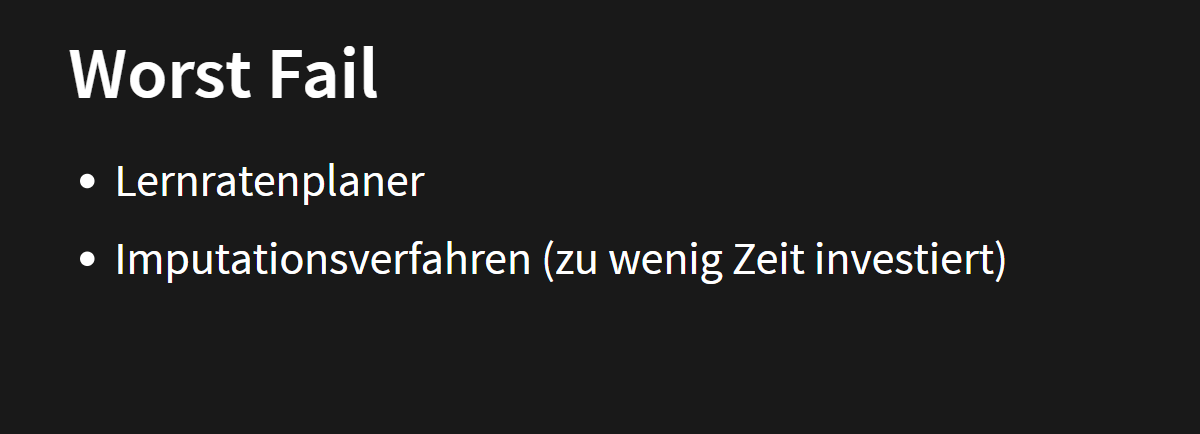 Worst Fail
• Lernratenplaner
• Imputationsverfahren (zu wenig Zeit investiert)